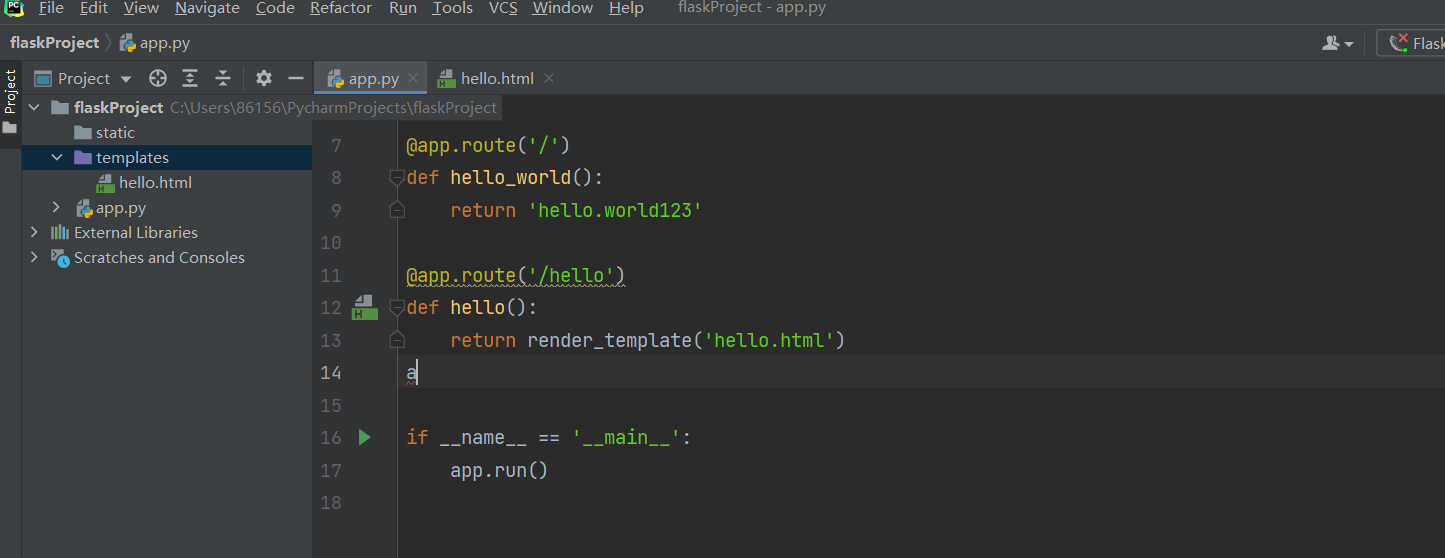 PC File Edit View Navigate Code Refactor Run Tools VCS Window Help flaskProject - app.py
flaskProject app.py Flask
Project
Project app.py hello.html
flaskProject C:\Users\86156\PycharmProjects\flaskProject
static
templates
hello.html
app.py
External Libraries
Scratches and Consoles
7 @app.route('/')
8 def hello_world():
9 return 'hello.world123'
10
11 @app.route('/hello')
12 def hello():
13 return render_template('hello.html')
14 a
15
16 if __name__ == '__main__':
17 app.run()
18